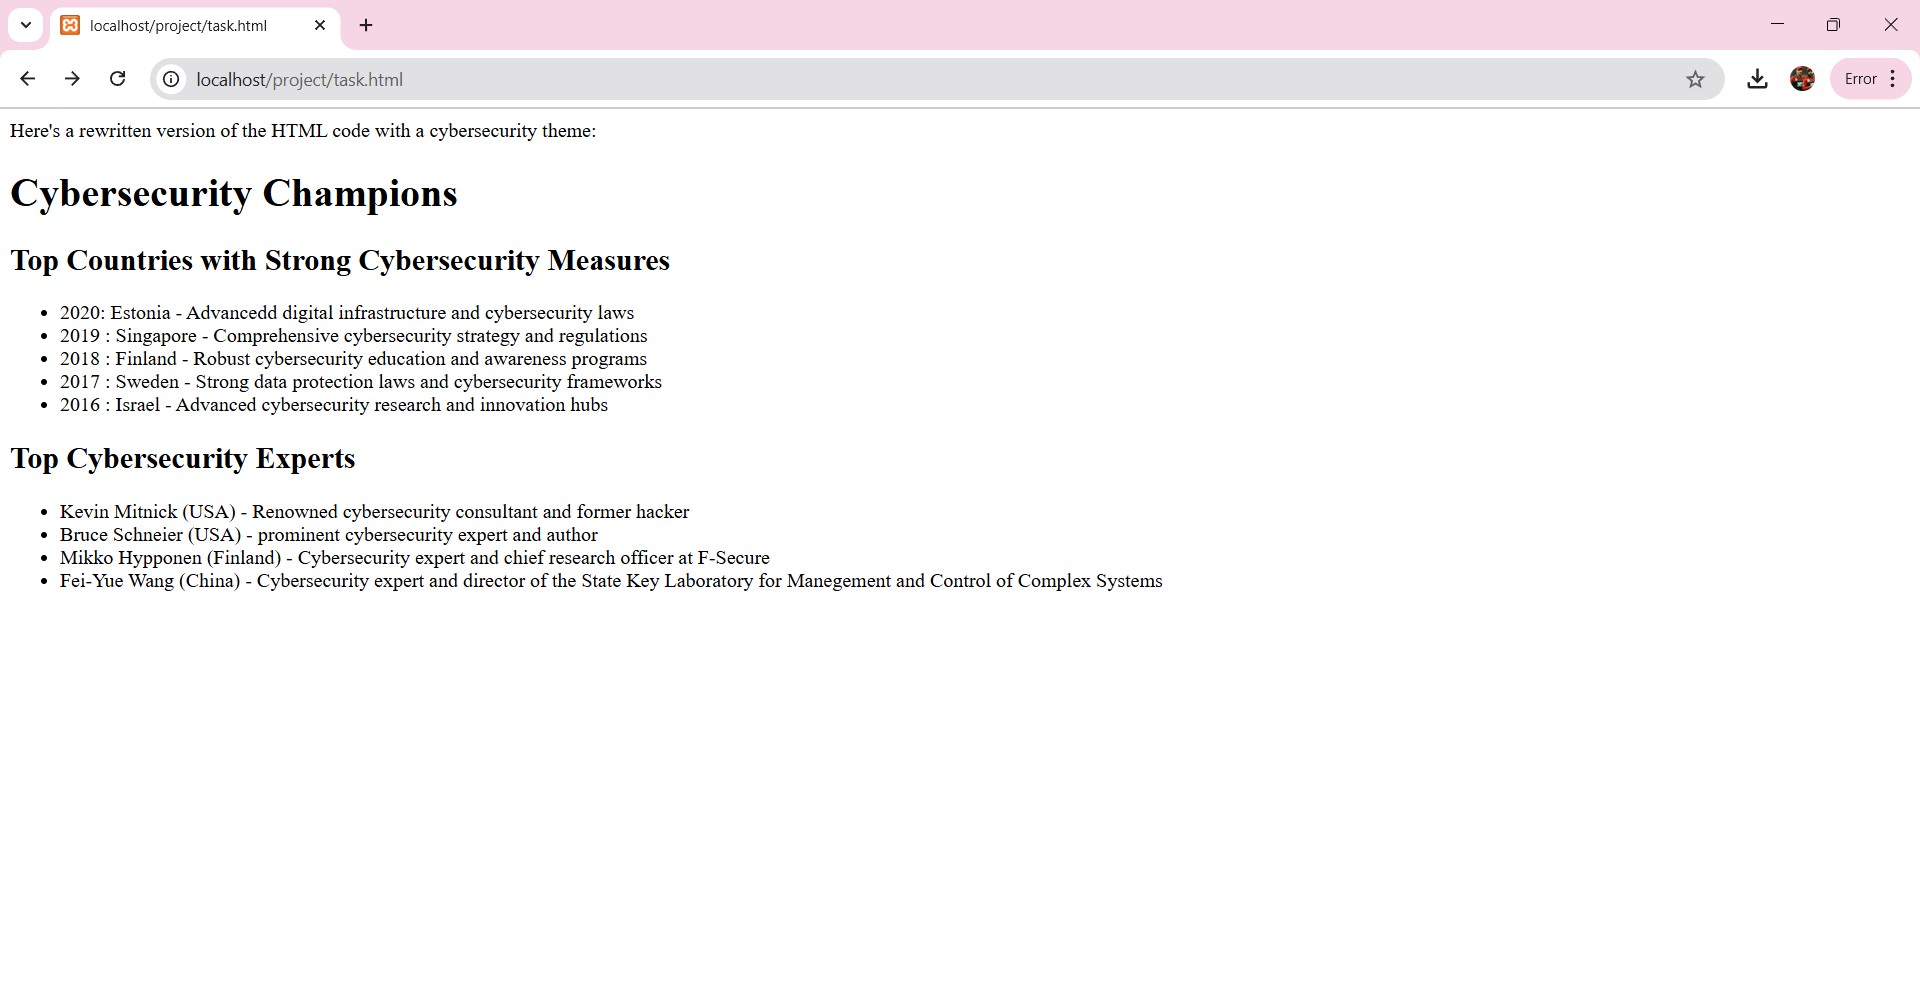 localhost/project/task.html
localhost/project/task.html
Error
Here's a rewritten version of the HTML code with a cybersecurity theme:
Cybersecurity Champions
Top Countries with Strong Cybersecurity Measures
2020: Estonia - Advancedd digital infrastructure and cybersecurity laws
2019 : Singapore - Comprehensive cybersecurity strategy and regulations
2018 : Finland - Robust cybersecurity education and awareness programs
2017 : Sweden - Strong data protection laws and cybersecurity frameworks
2016 : Israel - Advanced cybersecurity research and innovation hubs
Top Cybersecurity Experts
Kevin Mitnick (USA) - Renowned cybersecurity consultant and former hacker
Bruce Schneier (USA) - prominent cybersecurity expert and author
Mikko Hypponen (Finland) - Cybersecurity expert and chief research officer at F-Secure
Fei-Yue Wang (China) - Cybersecurity expert and director of the State Key Laboratory for Manegement and Control of Complex Systems